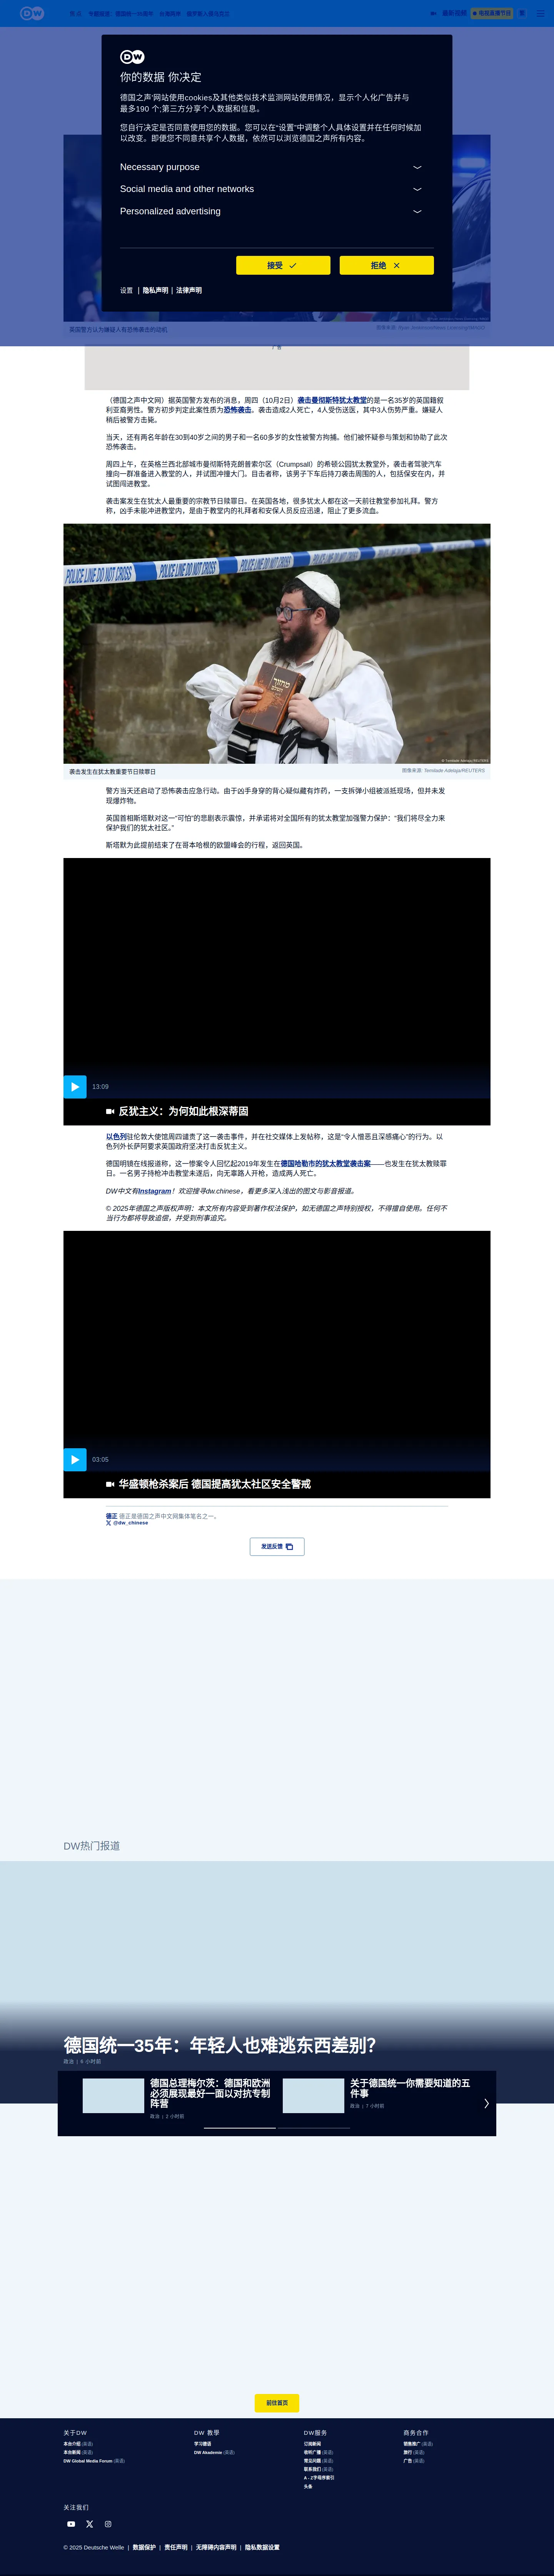 DW
你的数据 你决定
德国之声'网站使用cookies及其他类似技术监测网站使用情况，显示个人化广告并与
最多190 个;第三方分享个人数据和信息。
您自行决定是否同意使用您的数据。您可以在“设置”中调整个人具体设置并在任何时候加
以改变。即便您不同意共享个人数据，依然可以浏览德国之声所有内容。
Necessary purpose
Social media and other networks
Personalized advertising
接受
拒绝
设置 | 隐私声明 | 法律声明
英国警方认为嫌疑人有恐怖袭击的动机
广告
（德国之声中文网）据英国警方发布的消息，周四（10月2日）袭击曼彻斯特犹太教堂的是一名35岁的英国籍叙
利亚裔男性。警方初步判定此案性质为恐怖袭击。袭击造成2人死亡，4人受伤送医，其中3人伤势严重。嫌疑人
稍后被警方击毙。
当天，还有两名年龄在30到40岁之间的男子和一名60多岁的女性被警方拘捕。他们被怀疑参与策划和协助了此次
恐怖袭击。
周四上午，在英格兰西北部城市曼彻斯特克朗普索尔区（Crumpsall）的希顿公园犹太教堂外，袭击者驾驶汽车
撞向一群准备进入教堂的人，并试图冲撞大门。目击者称，该男子下车后持刀袭击周围的人，包括保安在内，并
试图闯进教堂。
袭击案发生在犹太人最重要的宗教节日赎罪日。在英国各地，很多犹太人都在这一天前往教堂参加礼拜。警方
称，凶手未能冲进教堂内，是由于教堂内的礼拜者和安保人员反应迅速，阻止了更多流血。
POLICE LINE DO NOT CROSS
© Temilade Adelaja/REUTERS
袭击发生在犹太教重要节日赎罪日
图像来源: Temilade Adelaja/REUTERS
警方当天还启动了恐怖袭击应急行动。由于凶手身穿的背心疑似藏有炸药，一支拆弹小组被派抵现场，但并未发
现爆炸物。
英国首相斯塔默对这一“可怕”的悲剧表示震惊，并承诺将对全国所有的犹太教堂加强警力保护：“我们将尽全力来
保护我们的犹太社区。”
斯塔默为此提前结束了在哥本哈根的欧盟峰会的行程，返回英国。
13:09
反犹主义：为何如此根深蒂固
以色列驻伦敦大使馆周四谴责了这一袭击事件，并在社交媒体上发帖称，这是“令人憎恶且深感痛心”的行为。以
色列外长萨阿要求英国政府坚决打击反犹主义。
德国明镜在线报道称，这一惨案令人回忆起2019年发生在德国哈勒市的犹太教堂袭击案——也发生在犹太教赎罪
日。一名男子持枪冲击教堂未遂后，向无辜路人开枪，造成两人死亡。
DW中文有Instagram！欢迎搜寻dw.chinese，看更多深入浅出的图文与影音报道。
© 2025年德国之声版权声明：本文所有内容受到著作权法保护，如无德国之声特别授权，不得擅自使用。任何不
当行为都将导致追偿，并受到刑事追究。
03:05
华盛顿枪杀案后 德国提高犹太社区安全警戒
德正 德正是德国之声中文网集体笔名之一。
@dw_chinese
发送反馈
DW热门报道
德国统一35年：年轻人也难逃东西差别?
政治 | 6 小时前
德国总理梅尔茨：德国和欧洲
必须展现最好一面以对抗专制
阵营
政治 | 2 小时前
关于德国统一你需要知道的五
件事
政治 | 7 小时前
前往首页
关于DW
本台介绍 (英语)
本台新闻 (英语)
DW Global Media Forum (英语)
DW 教學
学习德语
DW Akademie (英语)
DW服务
订阅新闻
收听广播 (英语)
常见问题 (英语)
联系我们 (英语)
A - Z字母序索引
头条
商务合作
销售推广 (英语)
旅行 (英语)
广告 (英语)
关注我们
© 2025 Deutsche Welle | 数据保护 | 责任声明 | 无障碍内容声明 | 隐私数据设置